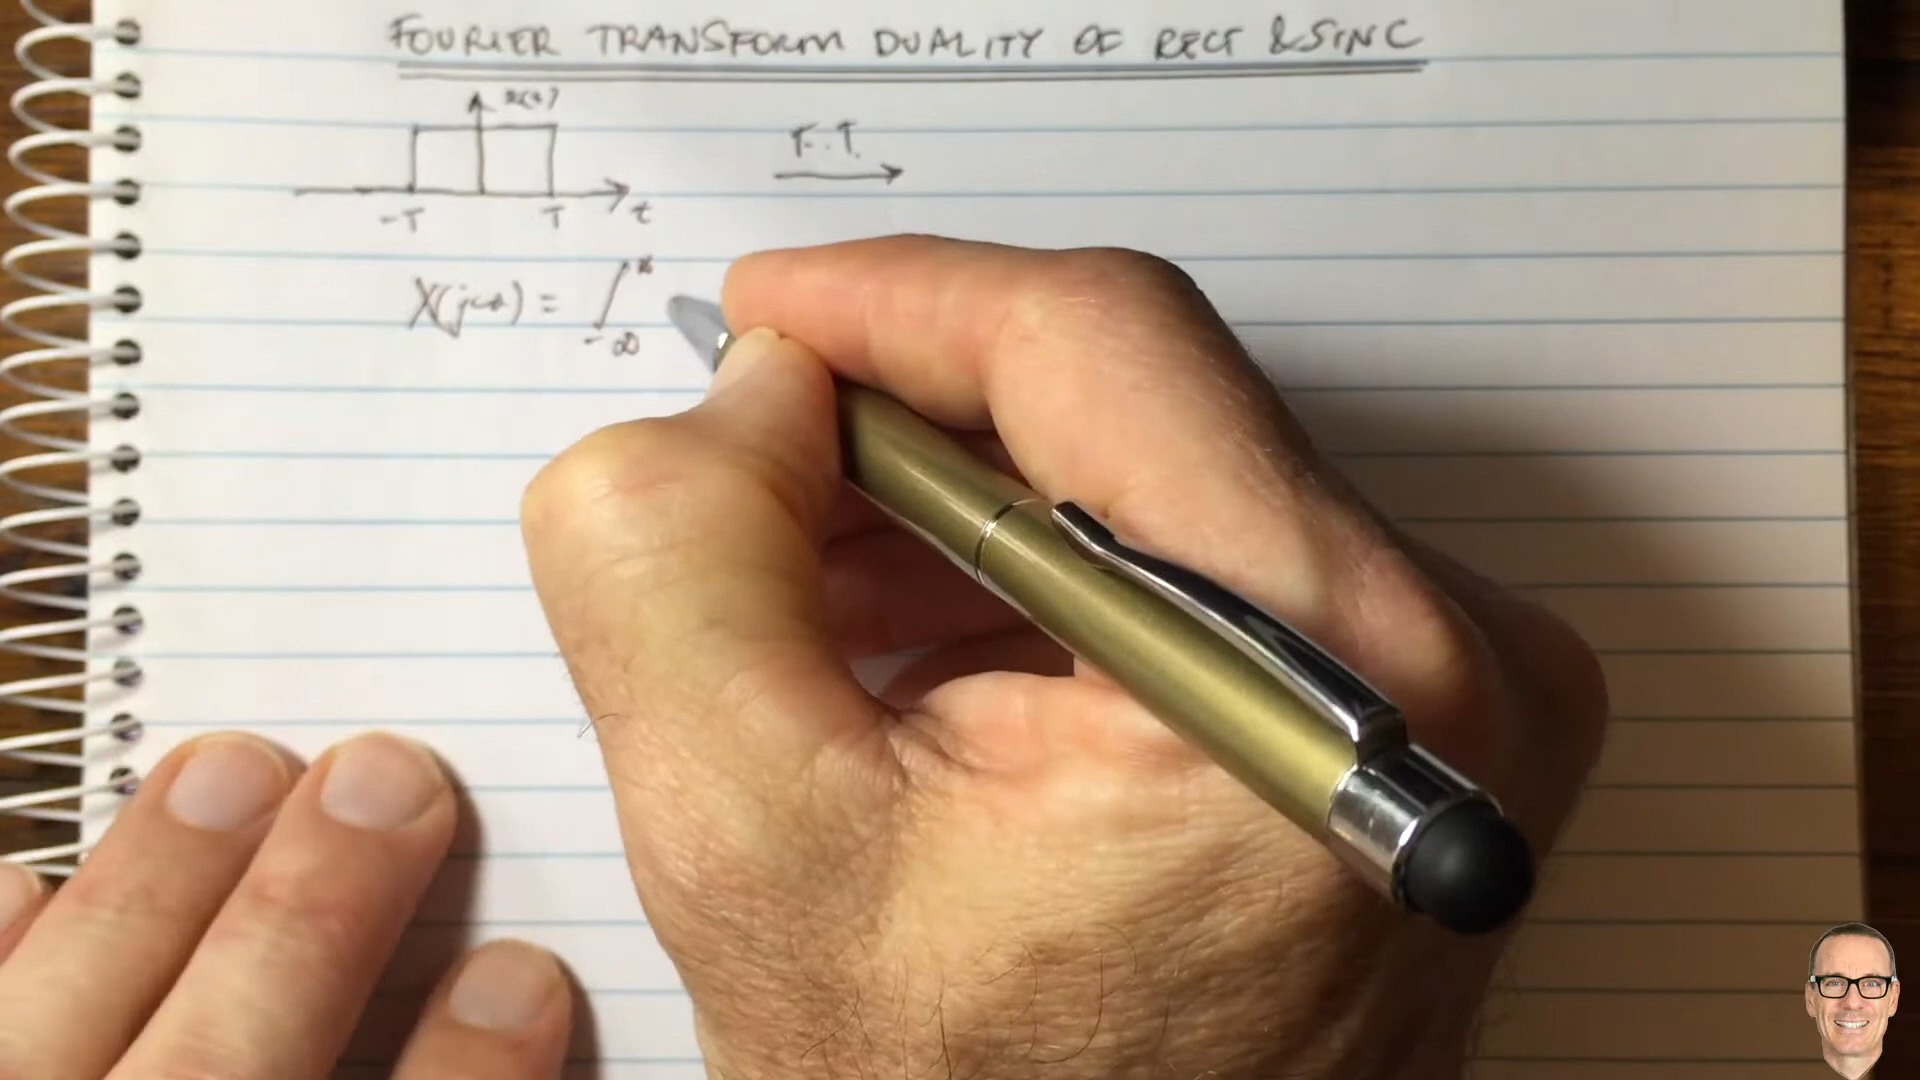 FOURIER TRANSFORM DUALITY OF RECT & SINC
x(t)
F.T.
-T T t
X(jω) = ∫ ∞
-∞